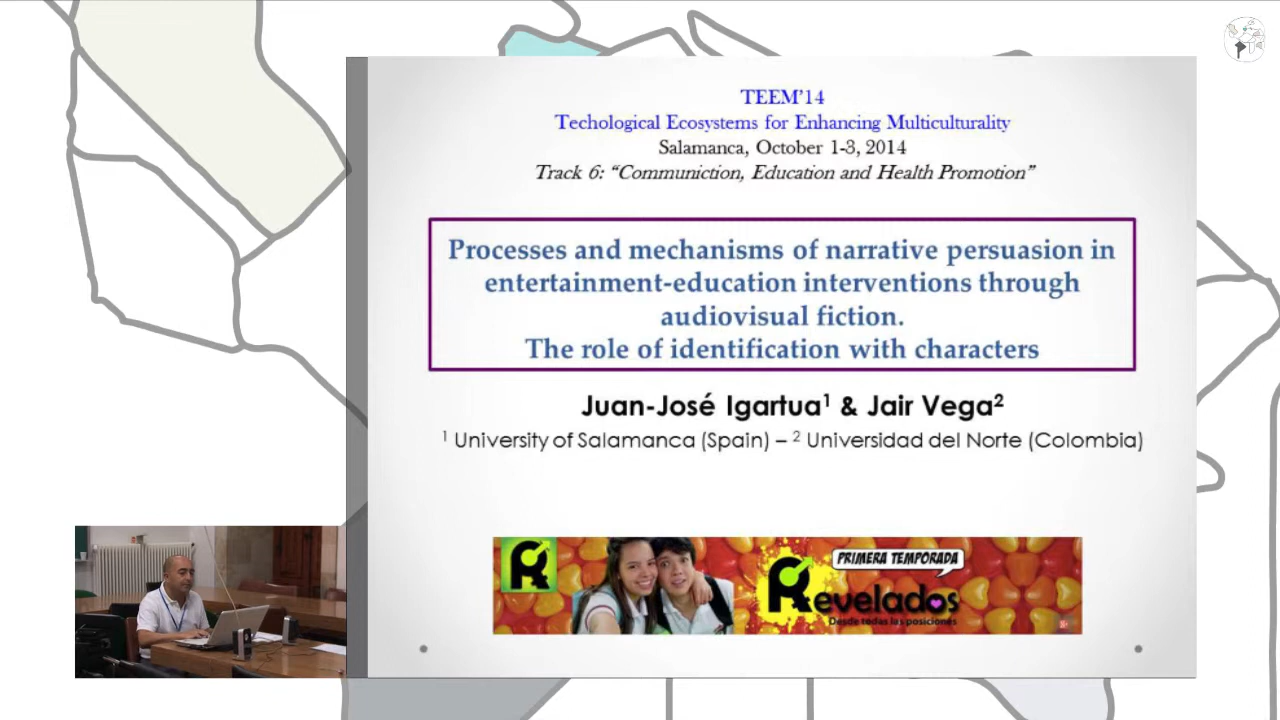 TEEM’14
Techological Ecosystems for Enhancing Multiculturality
Salamanca, October 1-3, 2014
Track 6: “Communiction, Education and Health Promotion”
Processes and mechanisms of narrative persuasion in
entertainment-education interventions through
audiovisual fiction.
The role of identification with characters
Juan-José Igartua¹ & Jair Vega²
¹ University of Salamanca (Spain) – ² Universidad del Norte (Colombia)
PRIMERA TEMPORADA
Revelados
Desde todas las posiciones